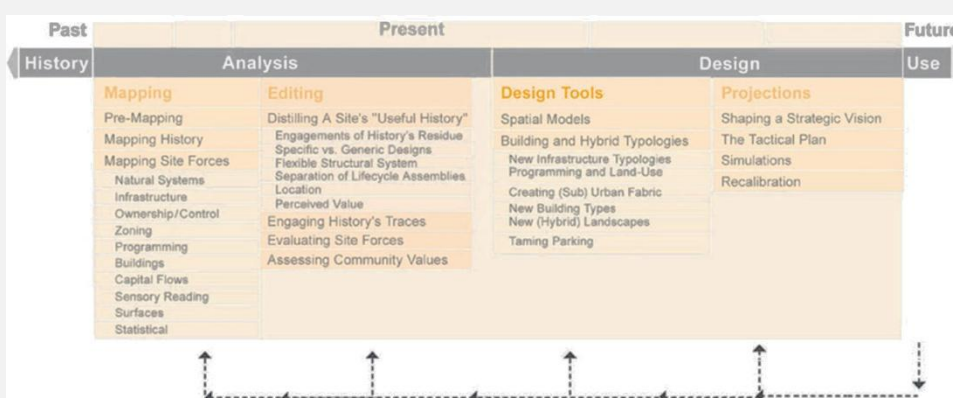 Past
Present
Future
History
Analysis
Design
Use
Mapping
Pre-Mapping
Mapping History
Mapping Site Forces
Natural Systems
Infrastructure
Ownership/Control
Zoning
Programming
Buildings
Capital Flows
Sensory Reading
Surfaces
Statistical
Editing
Distilling A Site's "Useful History"
Engagements of History's Residue
Specific vs. Generic Designs
Flexible Structural System
Separation of Lifecycle Assemblies
Location
Perceived Value
Engaging History's Traces
Evaluating Site Forces
Assessing Community Values
Design Tools
Spatial Models
Building and Hybrid Typologies
New Infrastructure Typologies
Programming and Land-Use
Creating (Sub) Urban Fabric
New Building Types
New (Hybrid) Landscapes
Taming Parking
Projections
Shaping a Strategic Vision
The Tactical Plan
Simulations
Recalibration